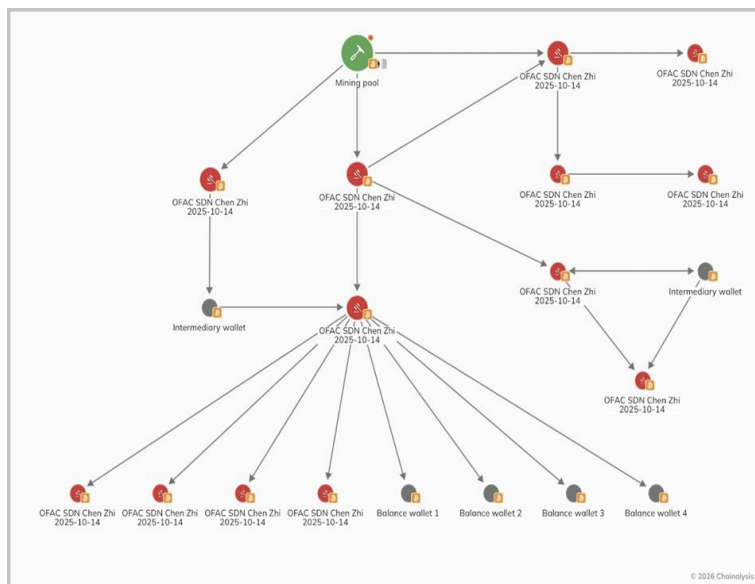 Mining pool
OFAC SDN Chen Zhi
2025-10-14
OFAC SDN Chen Zhi
2025-10-14
OFAC SDN Chen Zhi
2025-10-14
OFAC SDN Chen Zhi
2025-10-14
OFAC SDN Chen Zhi
2025-10-14
OFAC SDN Chen Zhi
2025-10-14
OFAC SDN Chen Zhi
2025-10-14
Intermediary wallet
Intermediary wallet
OFAC SDN Chen Zhi
2025-10-14
OFAC SDN Chen Zhi
2025-10-14
OFAC SDN Chen Zhi
2025-10-14
OFAC SDN Chen Zhi
2025-10-14
OFAC SDN Chen Zhi
2025-10-14
OFAC SDN Chen Zhi
2025-10-14
Balance wallet 1
Balance wallet 2
Balance wallet 3
Balance wallet 4
© 2026 Chainalysis